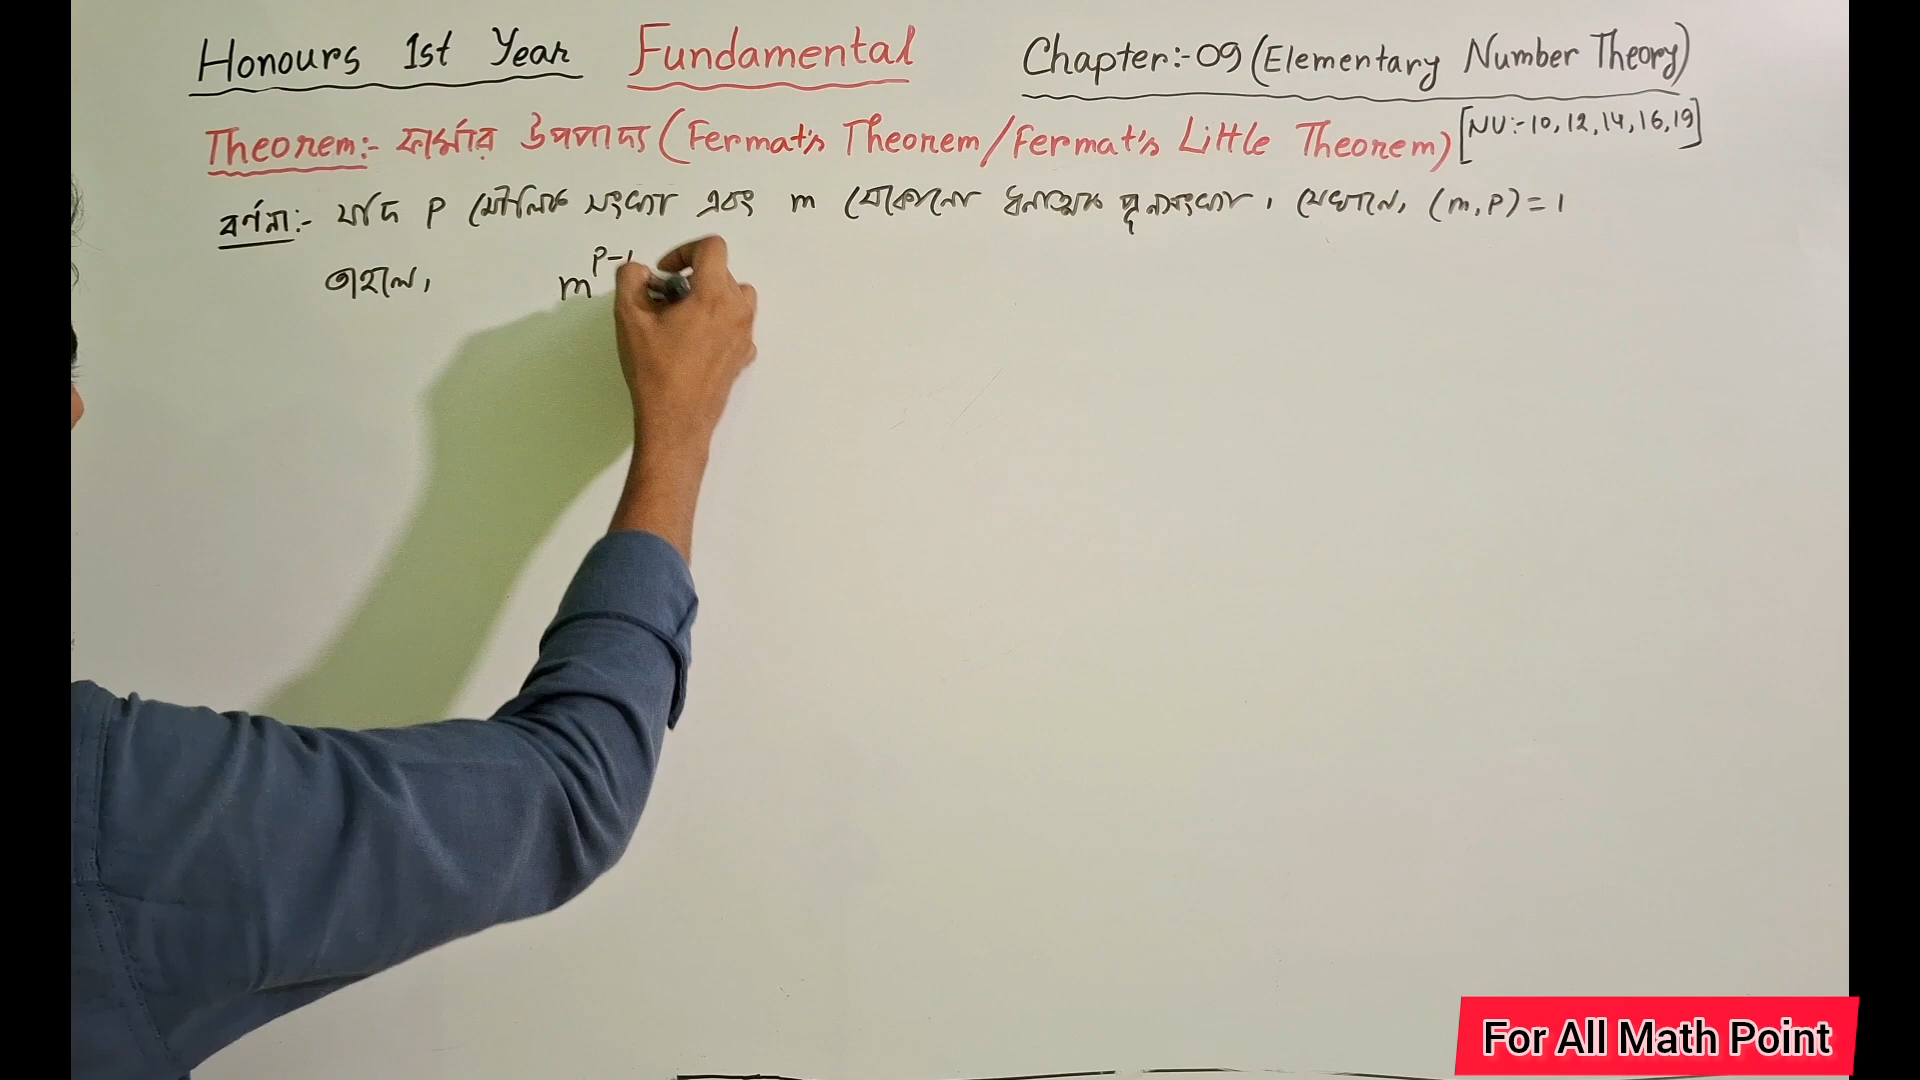 Honours 1st Year Fundamental Chapter:-09 (Elementary Number Theory)
Theorem:- ফার্মার উপপাদ্য (Fermat's Theorem/Fermat's Little Theorem) [NU:-10, 12, 14, 16, 19]
বর্ণনা:- যদি P মৌলিক সংখ্যা এবং m যেকোনো ধনাত্মক পূর্নসংখ্যা, যেখানে, (m, p) = 1
তাহলে, m^{p-1}
For All Math Point